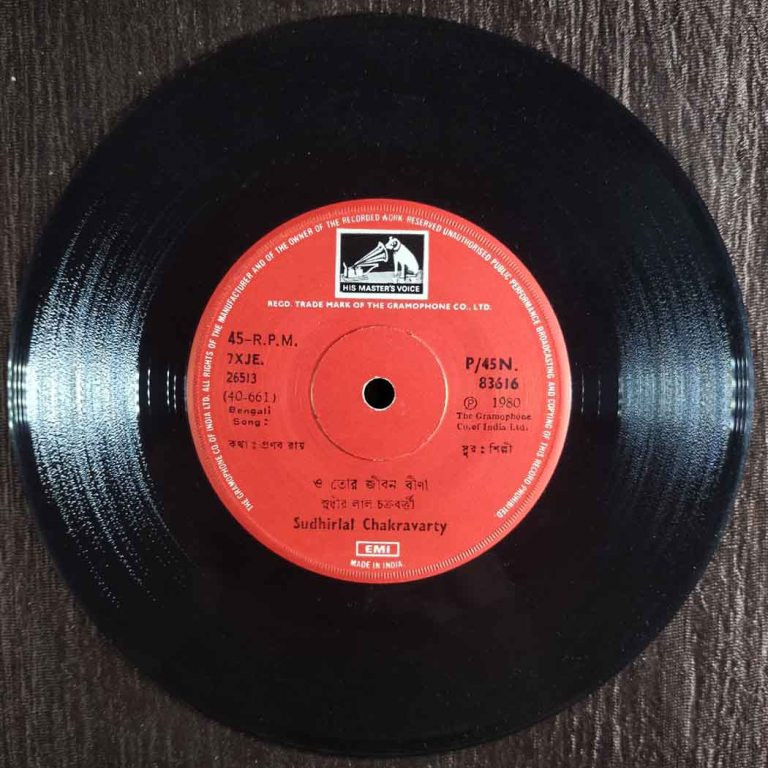 THE GRAMOPHONE CO. OF INDIA LTD. ALL RIGHTS OF THE MANUFACTURER AND OF THE OWNER OF THE RECORDED WORK RESERVED UNAUTHORISED PUBLIC PERFORMANCE BROADCASTING AND COPYING OF THIS RECORD PROHIBITED.
HIS MASTER'S VOICE
REGD. TRADE MARK OF THE GRAMOPHONE CO., LTD.
45-R.P.M.
7XJE.
26513
(40-661)
Bengali
Song:
কথা : প্রণব রায়
P/45N.
83616
Ⓟ 1980
The Gramophone
Co. of India Ltd.
সুর : শিল্পী
ও তোর জীবন বীণা
সুধীর লাল চক্রবর্ত্তী
Sudhirlal Chakravarty
EMI
MADE IN INDIA